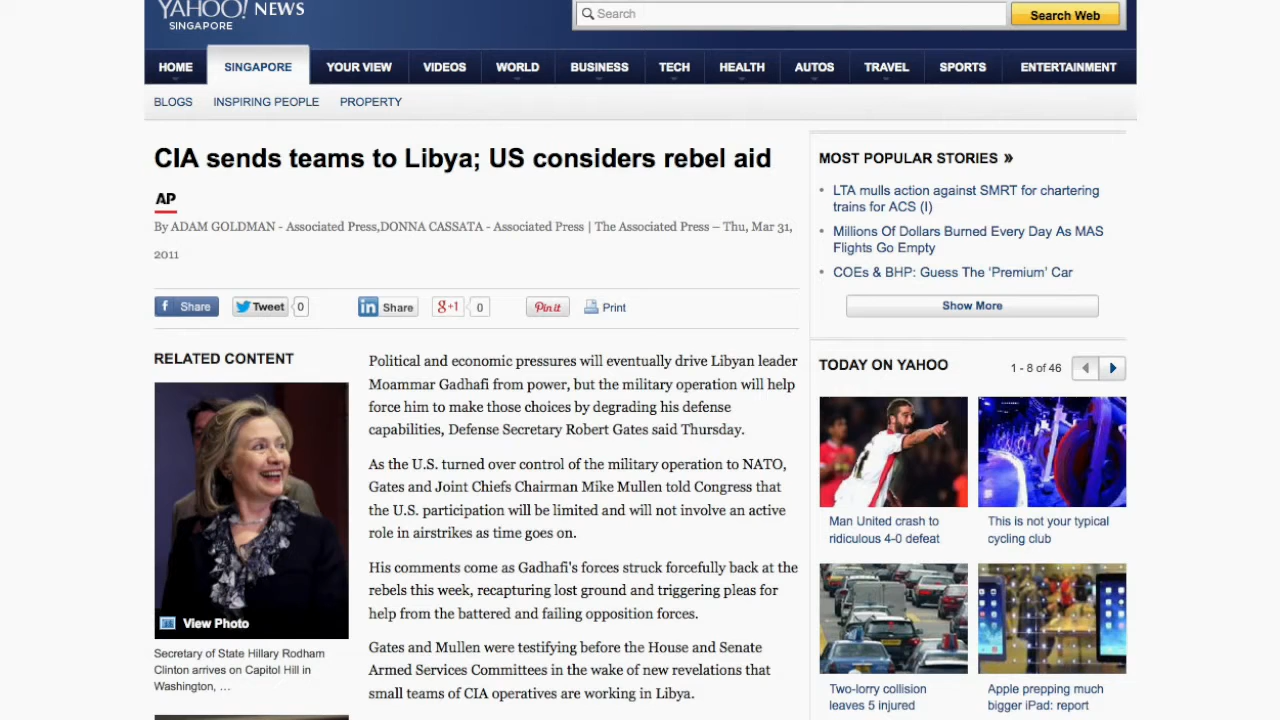 YAHOO! NEWS
SINGAPORE
Search
Search Web
HOME
SINGAPORE
YOUR VIEW
VIDEOS
WORLD
BUSINESS
TECH
HEALTH
AUTOS
TRAVEL
SPORTS
ENTERTAINMENT
BLOGS
INSPIRING PEOPLE
PROPERTY
CIA sends teams to Libya; US considers rebel aid
AP
By ADAM GOLDMAN - Associated Press,DONNA CASSATA - Associated Press | The Associated Press – Thu, Mar 31,
2011
f Share
Tweet 0
in Share
g+1 0
Pin it
Print
RELATED CONTENT
View Photo
Secretary of State Hillary Rodham
Clinton arrives on Capitol Hill in
Washington, …
Political and economic pressures will eventually drive Libyan leader
Moammar Gadhafi from power, but the military operation will help
force him to make those choices by degrading his defense
capabilities, Defense Secretary Robert Gates said Thursday.
As the U.S. turned over control of the military operation to NATO,
Gates and Joint Chiefs Chairman Mike Mullen told Congress that
the U.S. participation will be limited and will not involve an active
role in airstrikes as time goes on.
His comments come as Gadhafi's forces struck forcefully back at the
rebels this week, recapturing lost ground and triggering pleas for
help from the battered and failing opposition forces.
Gates and Mullen were testifying before the House and Senate
Armed Services Committees in the wake of new revelations that
small teams of CIA operatives are working in Libya.
MOST POPULAR STORIES »
• LTA mulls action against SMRT for chartering
trains for ACS (I)
• Millions Of Dollars Burned Every Day As MAS
Flights Go Empty
• COEs & BHP: Guess The ‘Premium’ Car
Show More
TODAY ON YAHOO
1 - 8 of 46
Man United crash to
ridiculous 4-0 defeat
This is not your typical
cycling club
Two-lorry collision
leaves 5 injured
Apple prepping much
bigger iPad: report